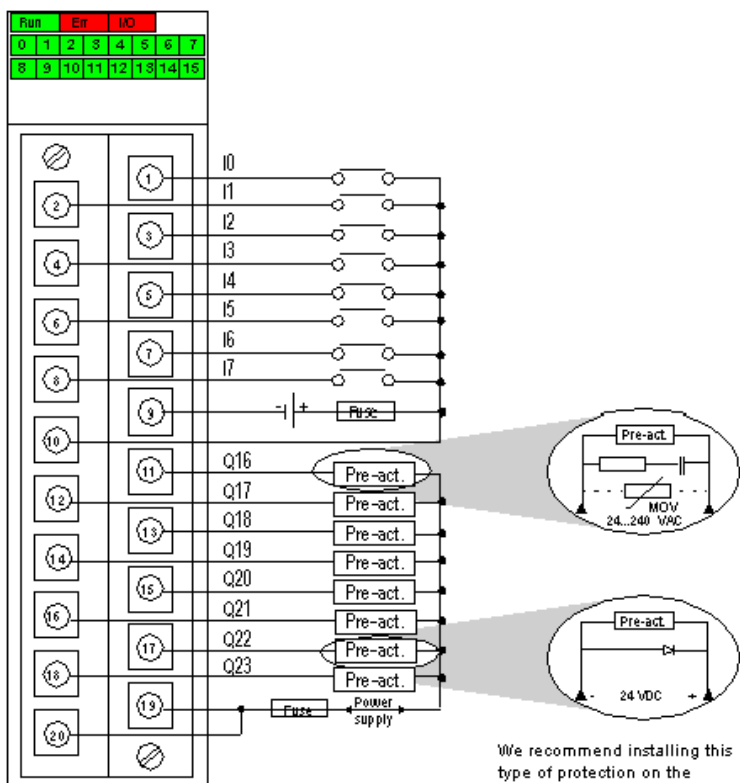 Run Err I/O
0 1 2 3 4 5 6 7
8 9 10 11 12 13 14 15
1 I0
2 I1
3 I2
4 I3
5 I4
6 I5
7 I6
8 I7
9 - + Fuse
10
11 Q16 Pre-act.
12 Q17 Pre-act.
13 Q18 Pre-act.
14 Q19 Pre-act.
15 Q20 Pre-act.
16 Q21 Pre-act.
17 Q22 Pre-act.
18 Q23 Pre-act.
19 Fuse Power
supply
20
Pre-act.
MOV
24...240 VAC
Pre-act.
- 24 VDC +
We recommend installing this
type of protection on the